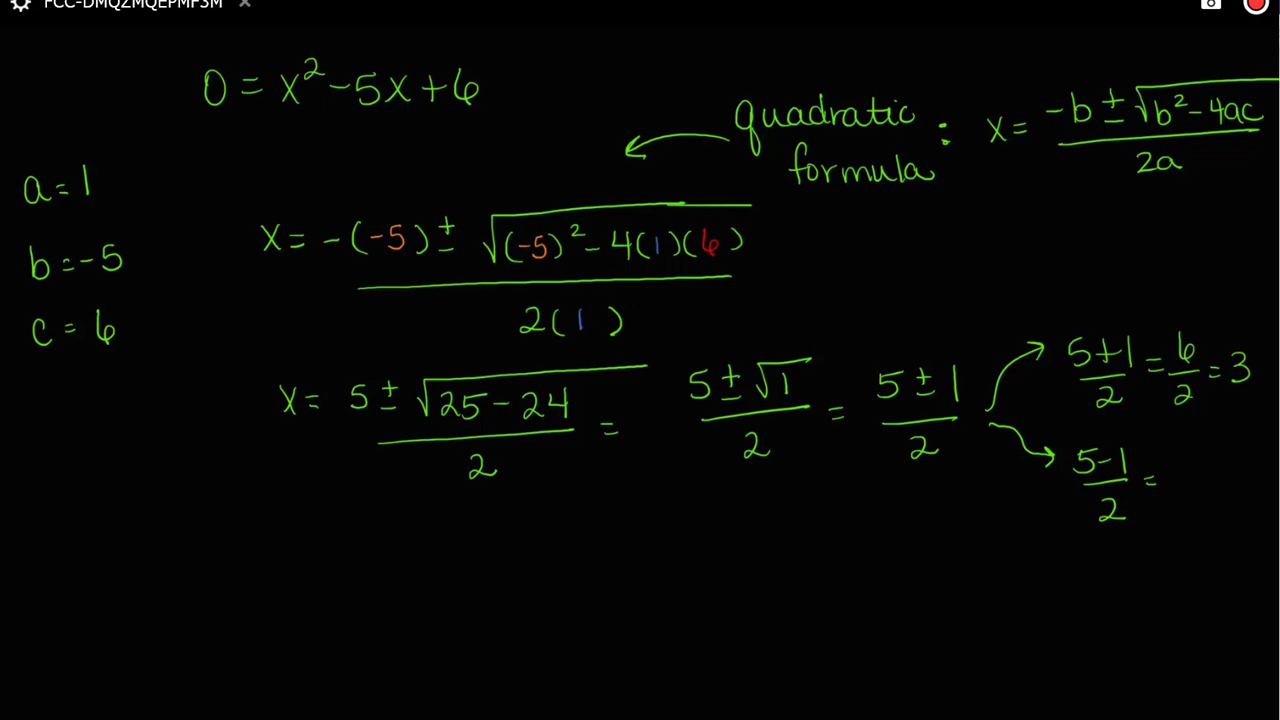 FCC-DMQZMQEPMFSM ×
0 = x² - 5x + 6
quadratic formula : x = (-b ± √(b² - 4ac)) / 2a
a = 1
b = -5
c = 6
x = (-(-5) ± √((-5)² - 4(1)(6))) / 2(1)
x = (5 ± √(25 - 24)) / 2 = (5 ± √1) / 2 = (5 ± 1) / 2
(5 + 1) / 2 = 6 / 2 = 3
(5 - 1) / 2 =